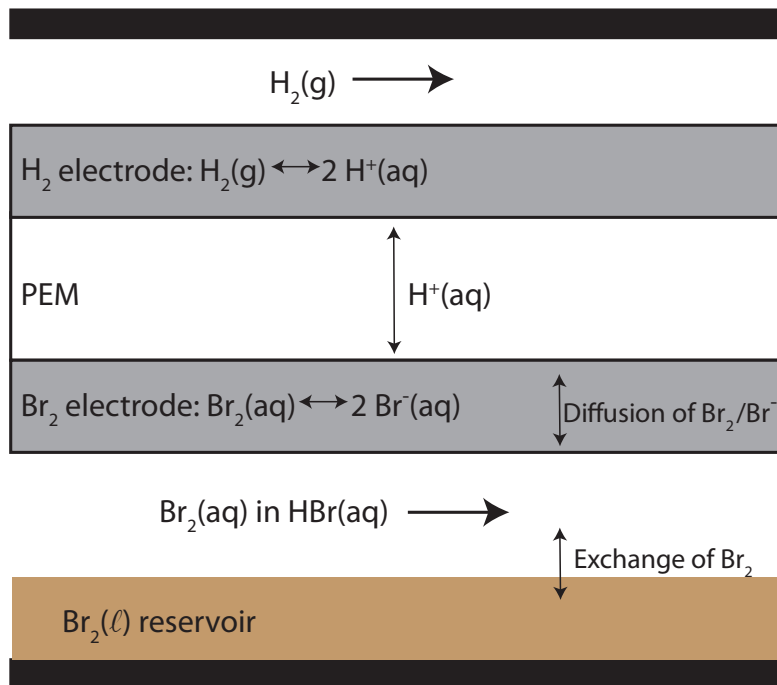 H₂(g)
H₂ electrode: H₂(g) ↔ 2 H⁺(aq)
PEM
H⁺(aq)
Br₂ electrode: Br₂(aq) ↔ 2 Br⁻(aq)
Diffusion of Br₂/Br⁻
Br₂(aq) in HBr(aq)
Exchange of Br₂
Br₂(ℓ) reservoir